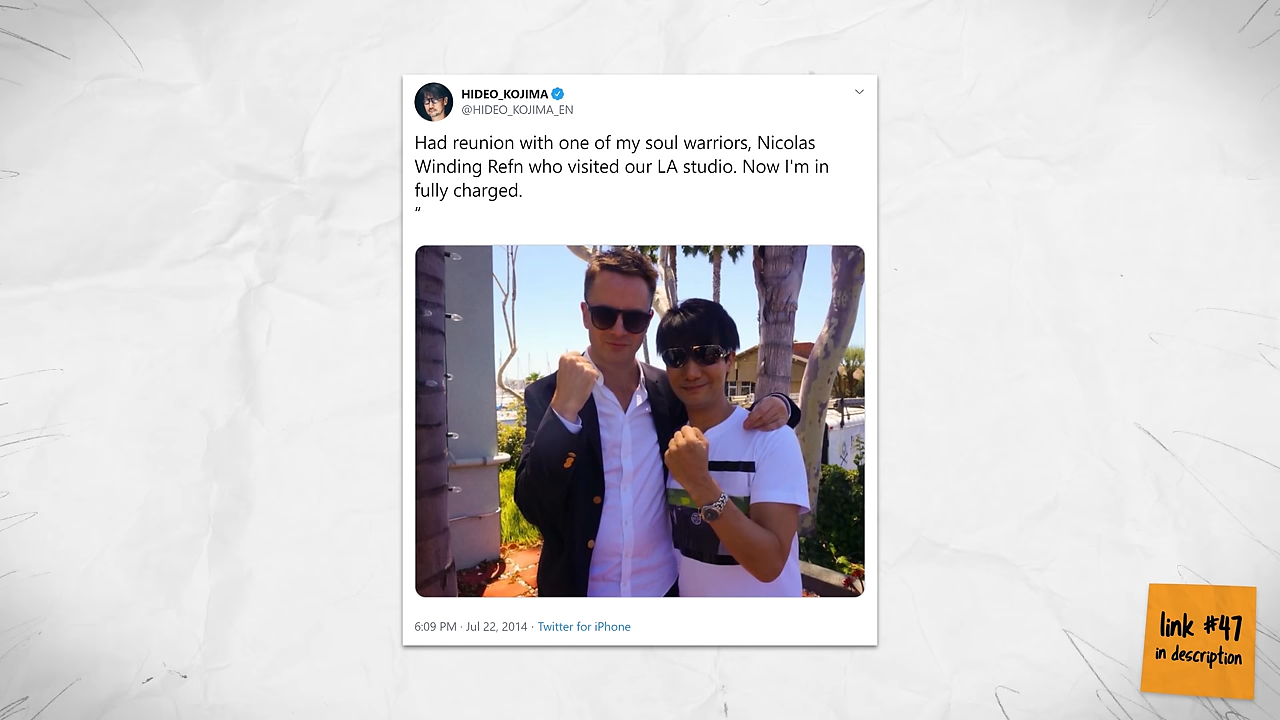 HIDEO_KOJIMA
@HIDEO_KOJIMA_EN
Had reunion with one of my soul warriors, Nicolas
Winding Refn who visited our LA studio. Now I'm in
fully charged.
“
6:09 PM · Jul 22, 2014 · Twitter for iPhone
link #47
in description